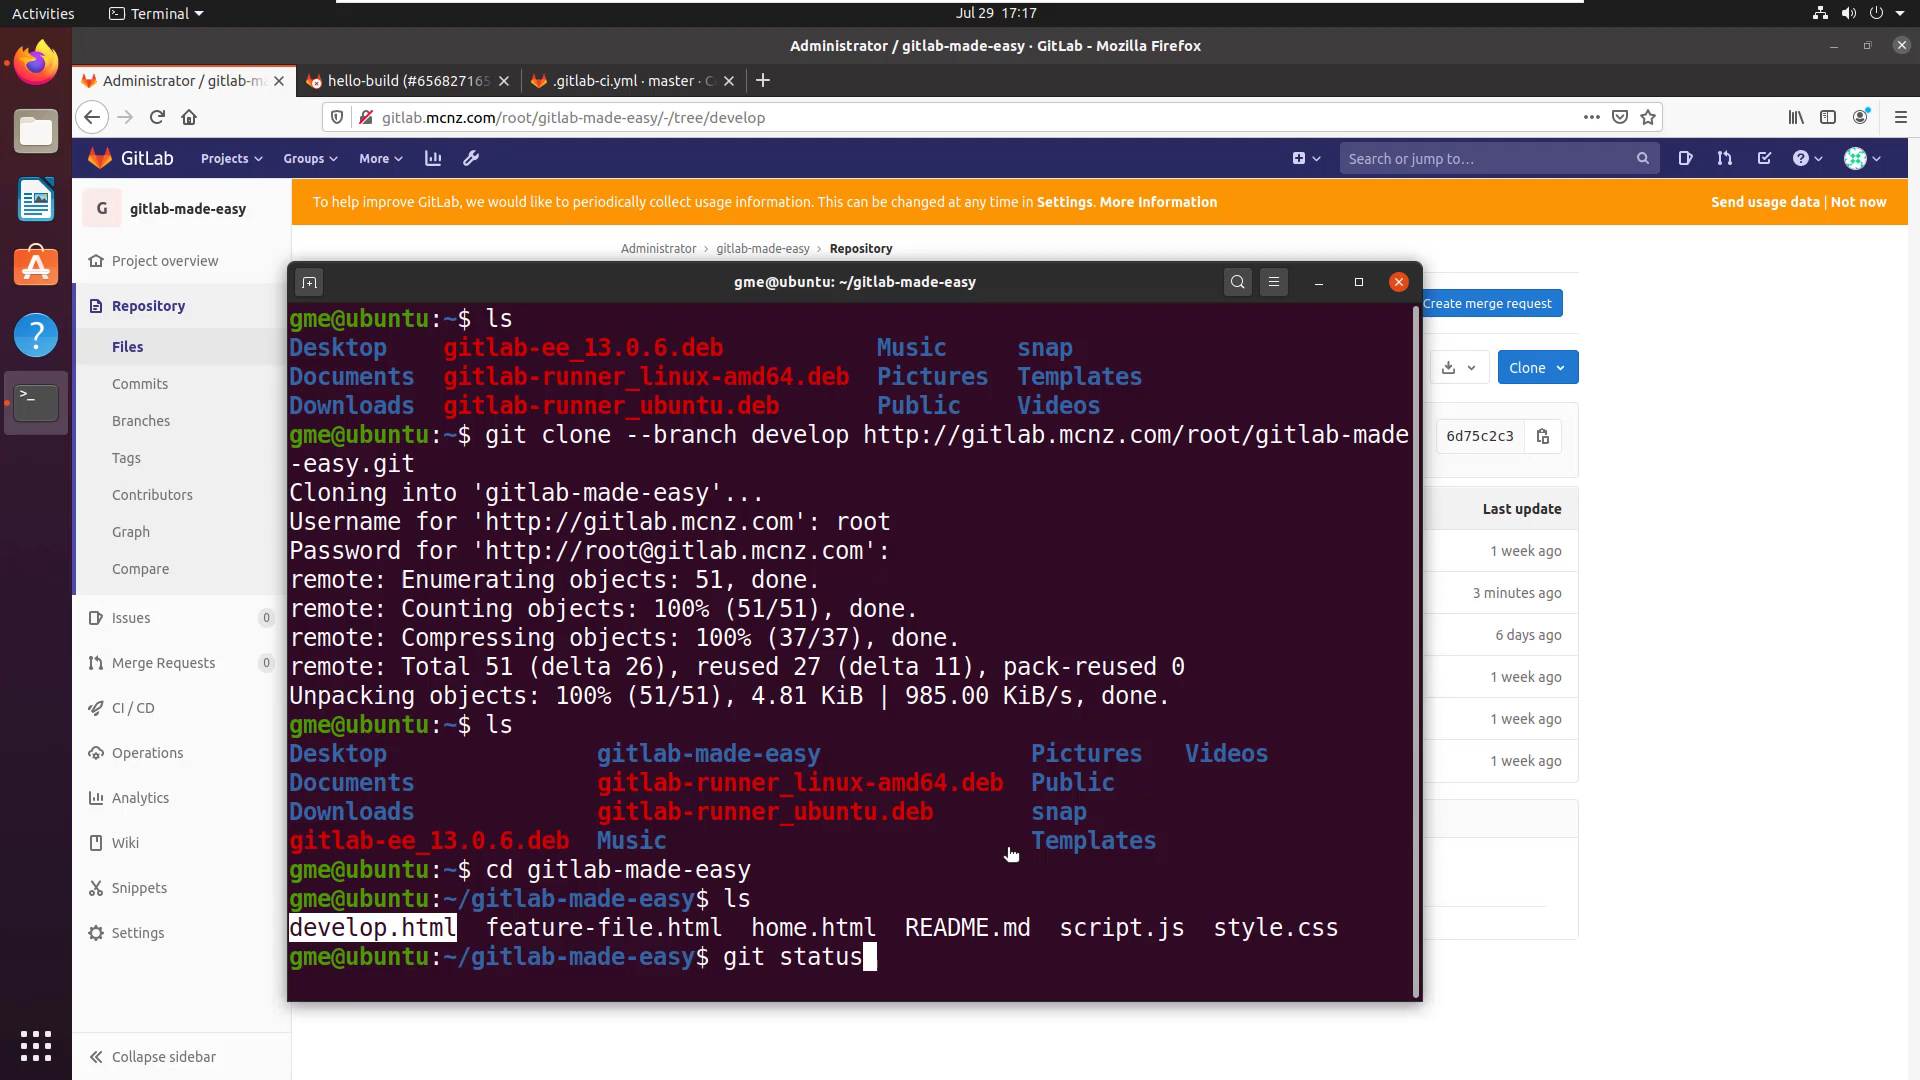 Activities Terminal Jul 29 17:17
Administrator / gitlab-made-easy · GitLab - Mozilla Firefox
Administrator / gitlab-m hello-build (#65682716 .gitlab-ci.yml · master ·
gitlab.mcnz.com/root/gitlab-made-easy/-/tree/develop
GitLab Projects Groups More Search or jump to…
To help improve GitLab, we would like to periodically collect usage information. This can be changed at any time in Settings. More Information Send usage data | Not now
G gitlab-made-easy
Project overview
Repository
Files
Commits
Branches
Tags
Contributors
Graph
Compare
Issues 0
Merge Requests 0
CI / CD
Operations
Analytics
Wiki
Snippets
Settings
Collapse sidebar
Administrator › gitlab-made-easy › Repository
Create merge request
Clone
6d75c2c3
Last update
1 week ago
3 minutes ago
6 days ago
1 week ago
1 week ago
1 week ago
gme@ubuntu: ~/gitlab-made-easy
gme@ubuntu:~$ ls
Desktop gitlab-ee_13.0.6.deb Music snap
Documents gitlab-runner_linux-amd64.deb Pictures Templates
Downloads gitlab-runner_ubuntu.deb Public Videos
gme@ubuntu:~$ git clone --branch develop http://gitlab.mcnz.com/root/gitlab-made
-easy.git
Cloning into 'gitlab-made-easy'...
Username for 'http://gitlab.mcnz.com': root
Password for 'http://root@gitlab.mcnz.com':
remote: Enumerating objects: 51, done.
remote: Counting objects: 100% (51/51), done.
remote: Compressing objects: 100% (37/37), done.
remote: Total 51 (delta 26), reused 27 (delta 11), pack-reused 0
Unpacking objects: 100% (51/51), 4.81 KiB | 985.00 KiB/s, done.
gme@ubuntu:~$ ls
Desktop gitlab-made-easy Pictures Videos
Documents gitlab-runner_linux-amd64.deb Public
Downloads gitlab-runner_ubuntu.deb snap
gitlab-ee_13.0.6.deb Music Templates
gme@ubuntu:~$ cd gitlab-made-easy
gme@ubuntu:~/gitlab-made-easy$ ls
develop.html feature-file.html home.html README.md script.js style.css
gme@ubuntu:~/gitlab-made-easy$ git status